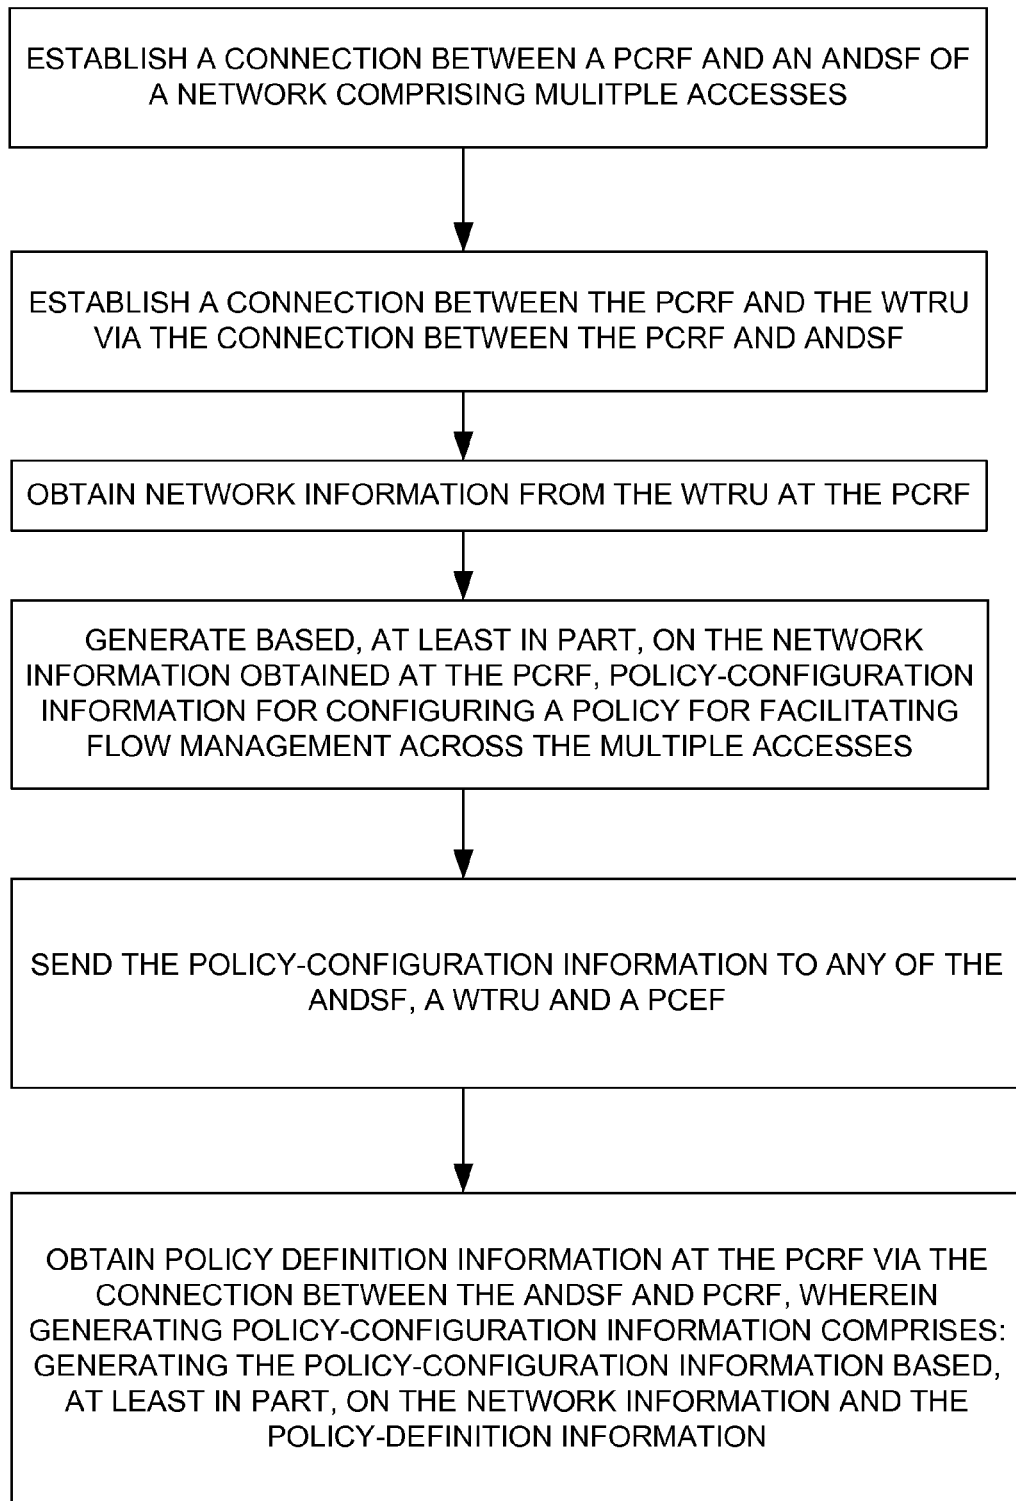 ESTABLISH A CONNECTION BETWEEN A PCRF AND AN ANDSF OF
A NETWORK COMPRISING MULITPLE ACCESSES
ESTABLISH A CONNECTION BETWEEN THE PCRF AND THE WTRU
VIA THE CONNECTION BETWEEN THE PCRF AND ANDSF
OBTAIN NETWORK INFORMATION FROM THE WTRU AT THE PCRF
GENERATE BASED, AT LEAST IN PART, ON THE NETWORK
INFORMATION OBTAINED AT THE PCRF, POLICY-CONFIGURATION
INFORMATION FOR CONFIGURING A POLICY FOR FACILITATING
FLOW MANAGEMENT ACROSS THE MULTIPLE ACCESSES
SEND THE POLICY-CONFIGURATION INFORMATION TO ANY OF THE
ANDSF, A WTRU AND A PCEF
OBTAIN POLICY DEFINITION INFORMATION AT THE PCRF VIA THE
CONNECTION BETWEEN THE ANDSF AND PCRF, WHEREIN
GENERATING POLICY-CONFIGURATION INFORMATION COMPRISES:
GENERATING THE POLICY-CONFIGURATION INFORMATION BASED,
AT LEAST IN PART, ON THE NETWORK INFORMATION AND THE
POLICY-DEFINITION INFORMATION